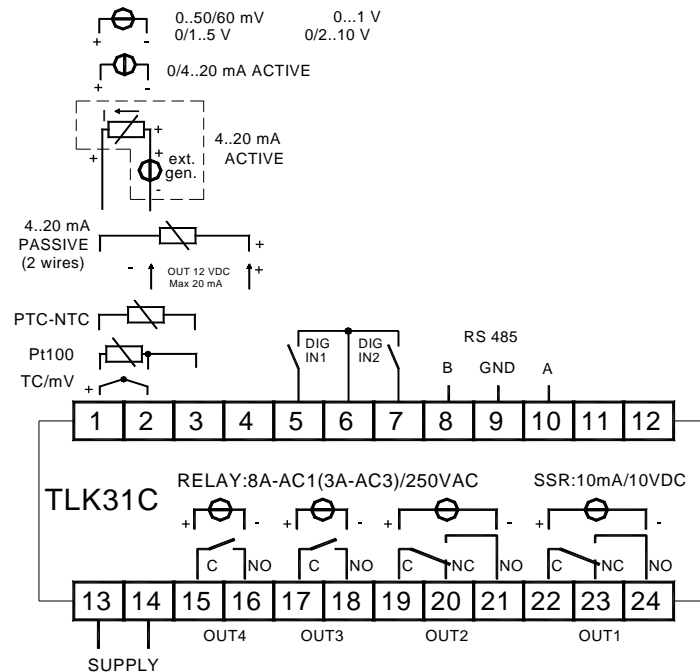 0..50/60 mV 0...1 V
+ - 0/1..5 V 0/2..10 V
+ - 0/4..20 mA ACTIVE
I
+
+ + 4..20 mA
ext. ACTIVE
gen.
-
4..20 mA
PASSIVE +
(2 wires)
- OUT 12 VDC +
Max 20 mA
PTC-NTC
Pt100
TC/mV +
DIG IN1 DIG IN2
RS 485
B GND A
1 2 3 4 5 6 7 8 9 10 11 12
TLK31C
RELAY:8A-AC1(3A-AC3)/250VAC SSR:10mA/10VDC
+ - + - + - + -
C NO C NO C NC NO C NC NO
13 14 15 16 17 18 19 20 21 22 23 24
OUT4 OUT3 OUT2 OUT1
SUPPLY